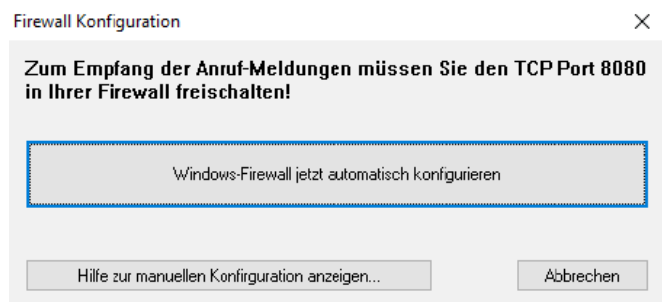 Firewall Konfiguration
Zum Empfang der Anruf-Meldungen müssen Sie den TCP Port 8080
in Ihrer Firewall freischalten!
Windows-Firewall jetzt automatisch konfigurieren
Hilfe zur manuellen Konfirguration anzeigen...
Abbrechen